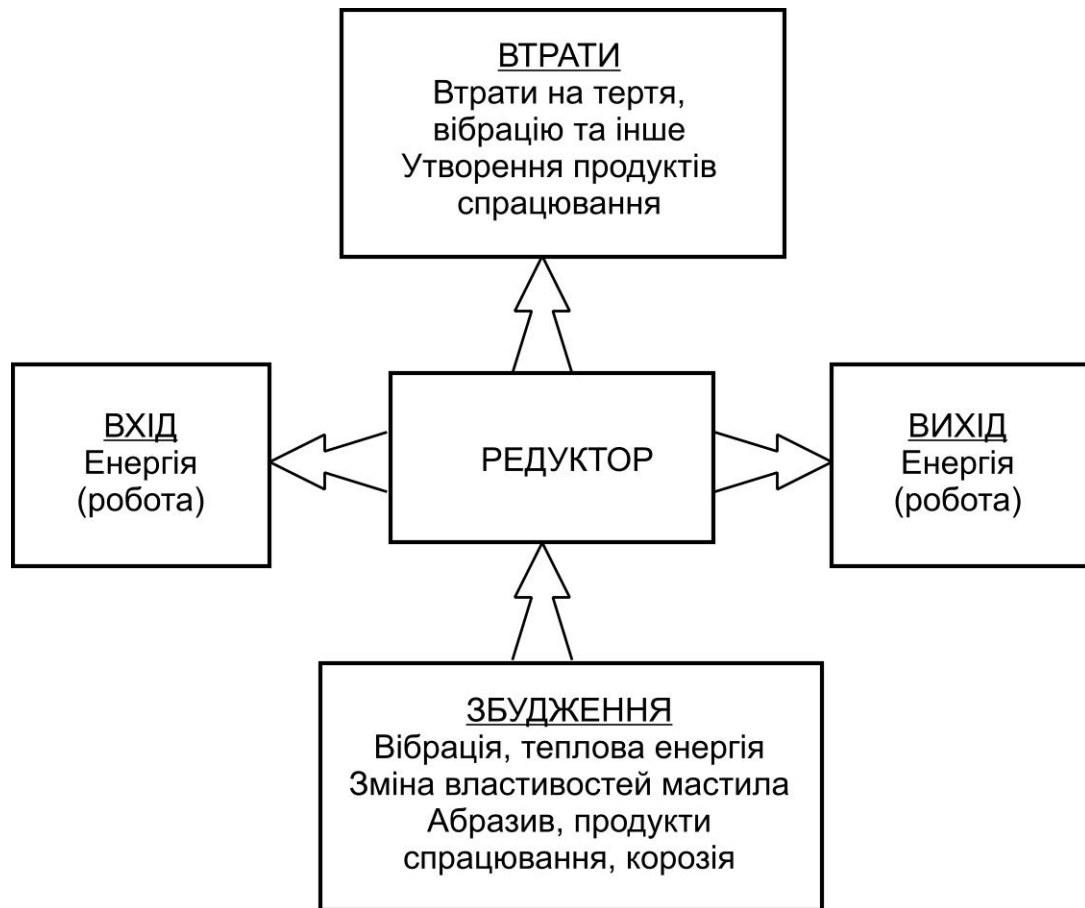 ВТРАТИ
Втрати на тертя,
вібрацію та інше
Утворення продуктів
спрацювання
ВХІД
Енергія
(робота)
РЕДУКТОР
ВИХІД
Енергія
(робота)
ЗБУДЖЕННЯ
Вібрація, теплова енергія
Зміна властивостей мастила
Абразив, продукти
спрацювання, корозія